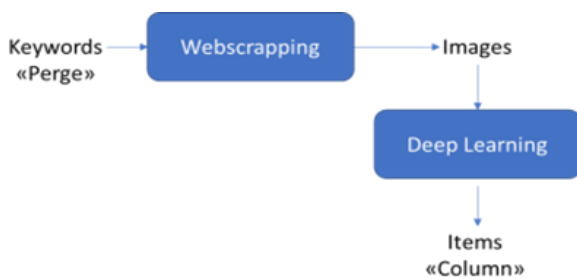 Keywords
«Perge»
Webscrapping
Images
Deep Learning
Items
«Column»